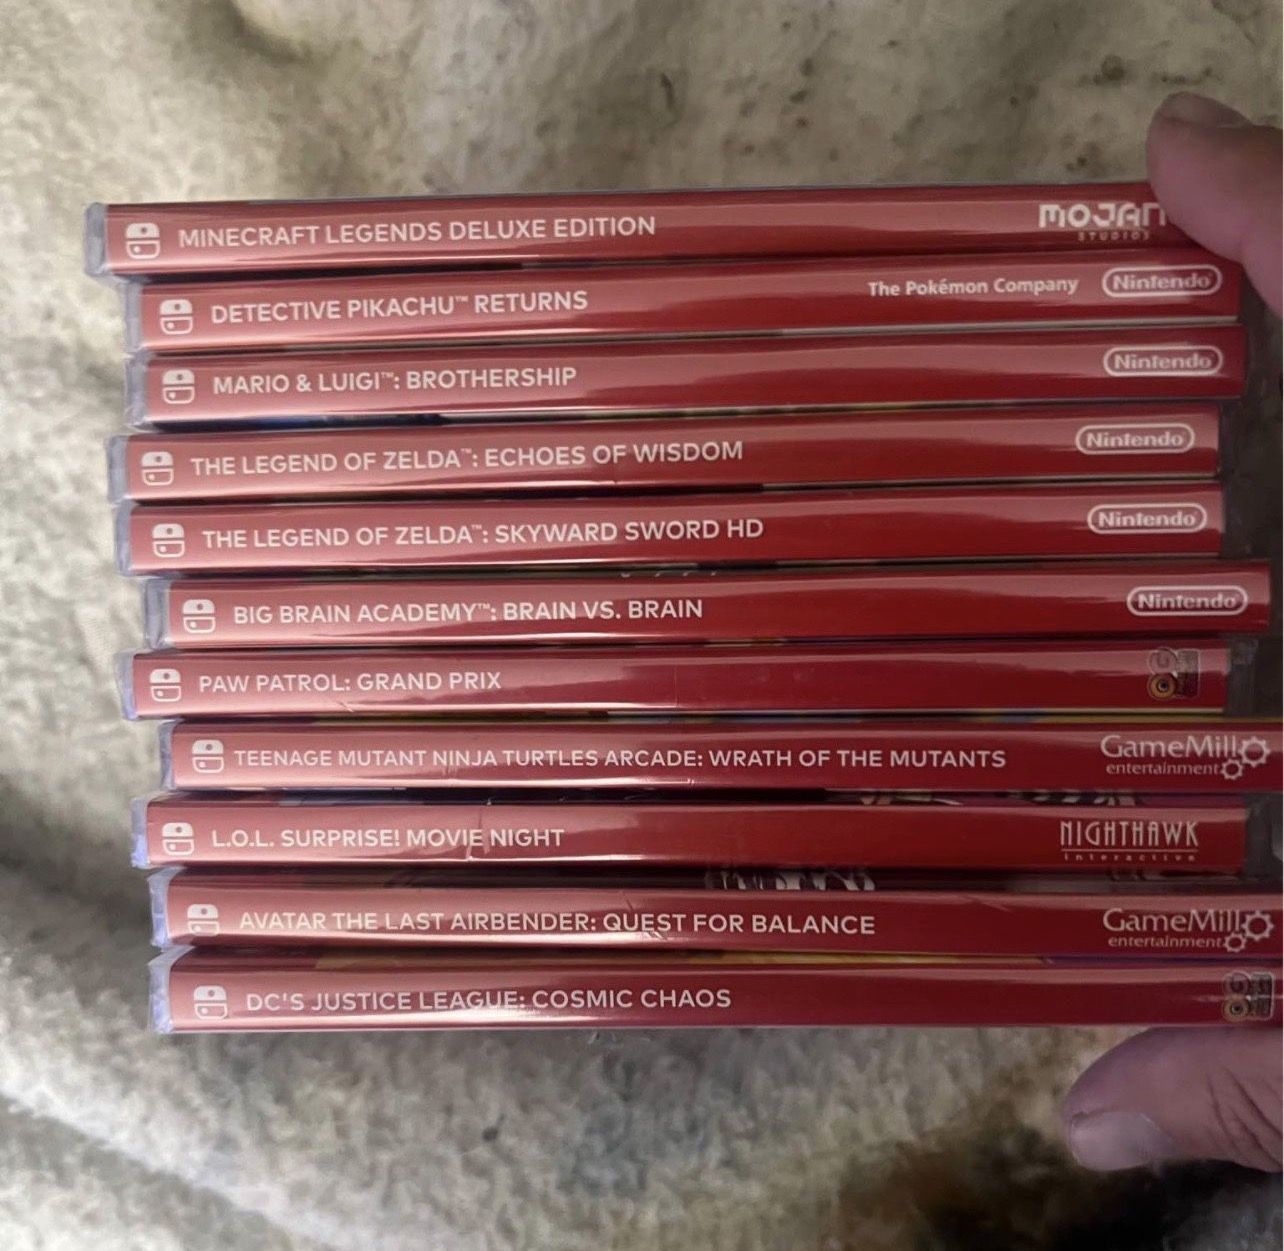 MINECRAFT LEGENDS DELUXE EDITION MOJAN
STUDIOS
DETECTIVE PIKACHU™ RETURNS The Pokémon Company Nintendo
MARIO & LUIGI™: BROTHERSHIP Nintendo
THE LEGEND OF ZELDA™: ECHOES OF WISDOM Nintendo
THE LEGEND OF ZELDA™: SKYWARD SWORD HD Nintendo
BIG BRAIN ACADEMY™: BRAIN VS. BRAIN Nintendo
PAW PATROL: GRAND PRIX
TEENAGE MUTANT NINJA TURTLES ARCADE: WRATH OF THE MUTANTS GameMill
entertainment
L.O.L. SURPRISE! MOVIE NIGHT NIGHTHAWK
interactive
AVATAR THE LAST AIRBENDER: QUEST FOR BALANCE GameMill
entertainment
DC'S JUSTICE LEAGUE: COSMIC CHAOS